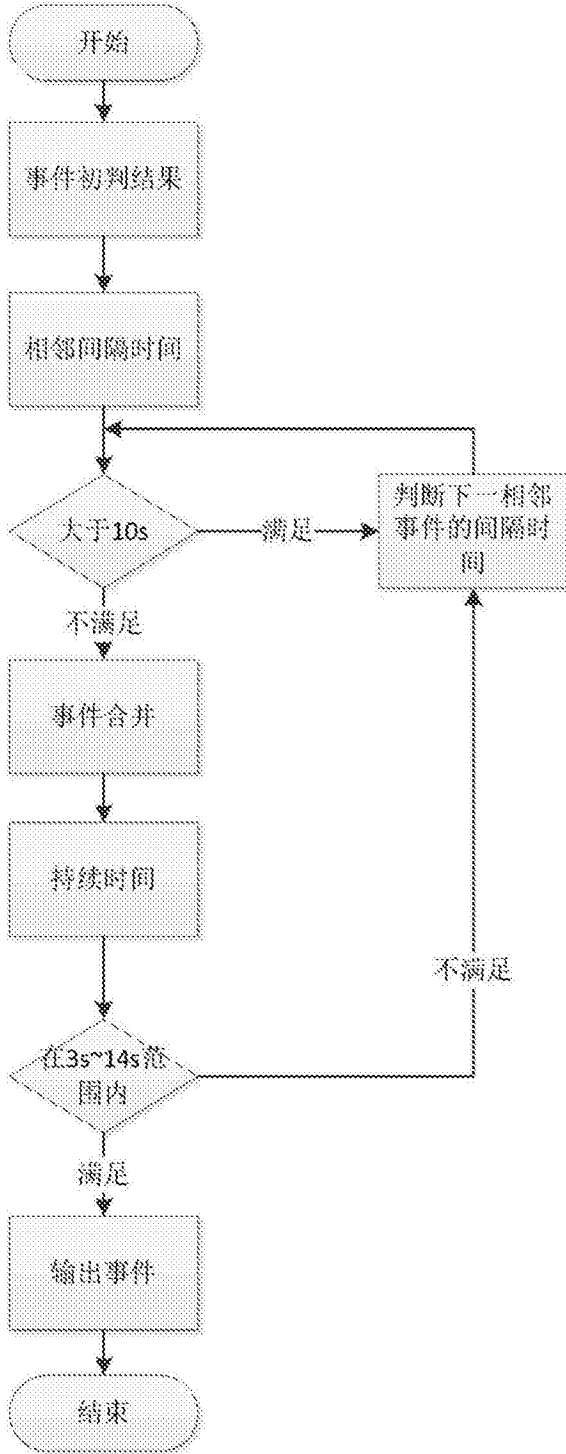 开始
事件初判结果
相邻间隔时间
大于10s
满足
判断下一相邻
事件的间隔时
间
不满足
事件合并
持续时间
不满足
在3s~14s范
围内
满足
输出事件
结束